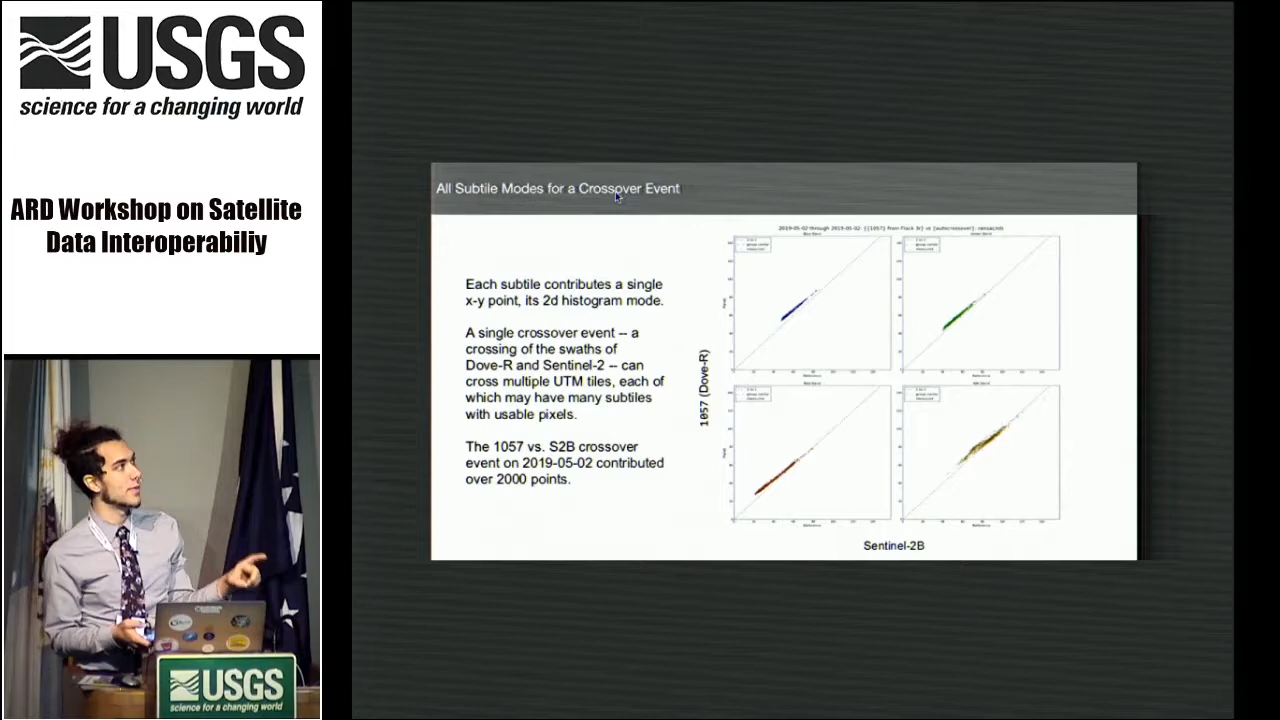 USGS
science for a changing world
ARD Workshop on Satellite
Data Interoperabiliy
All Subtile Modes for a Crossover Event
Each subtile contributes a single
x-y point, its 2d histogram mode.
A single crossover event -- a
crossing of the swaths of
Dove-R and Sentinel-2 -- can
cross multiple UTM tiles, each of
which may have many subtiles
with usable pixels.
The 1057 vs. S2B crossover
event on 2019-05-02 contributed
over 2000 points.
1057 (Dove-R)
Sentinel-2B
USGS
science for a changing world